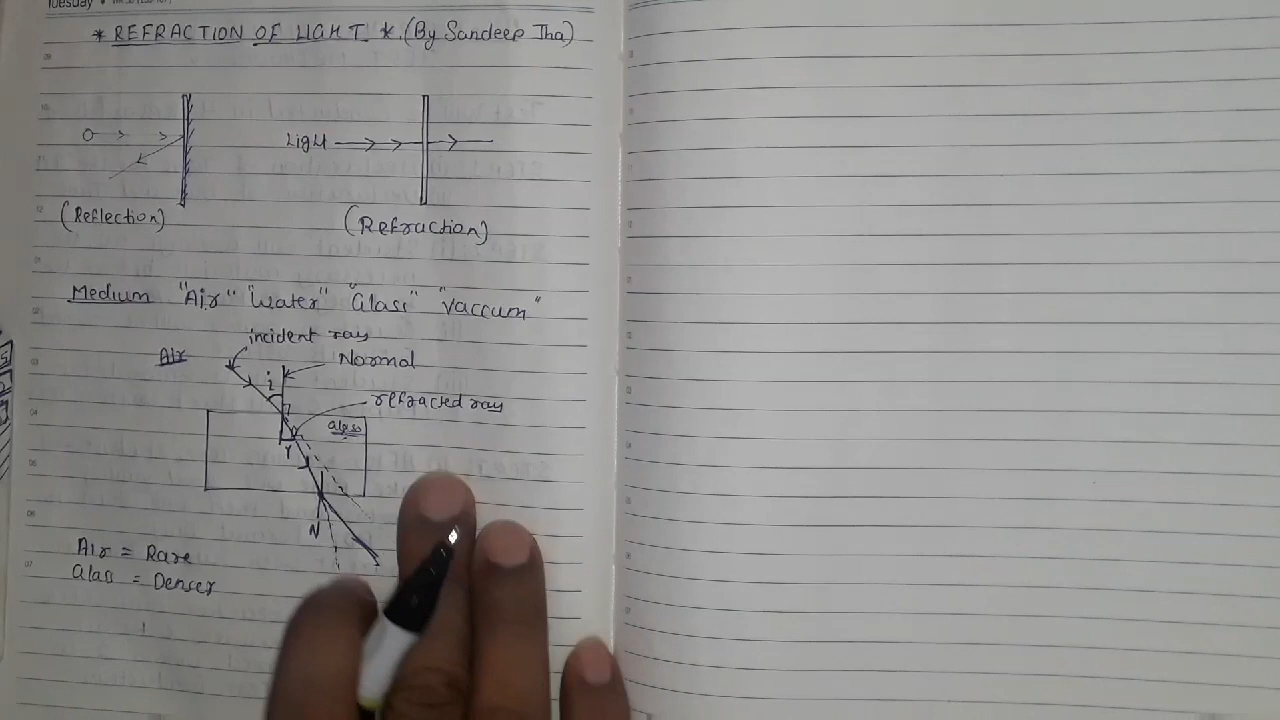 Tuesday
* REFRACTION OF LIGHT * (By Sandeep Jha)
O
Light
(Reflection)
(Refraction)
Medium "Air" "Water" "Glass" "Vaccum"
incident ray
Air
Normal
i
refracted ray
glass
r
N
Air = Rare
Glass = Denser